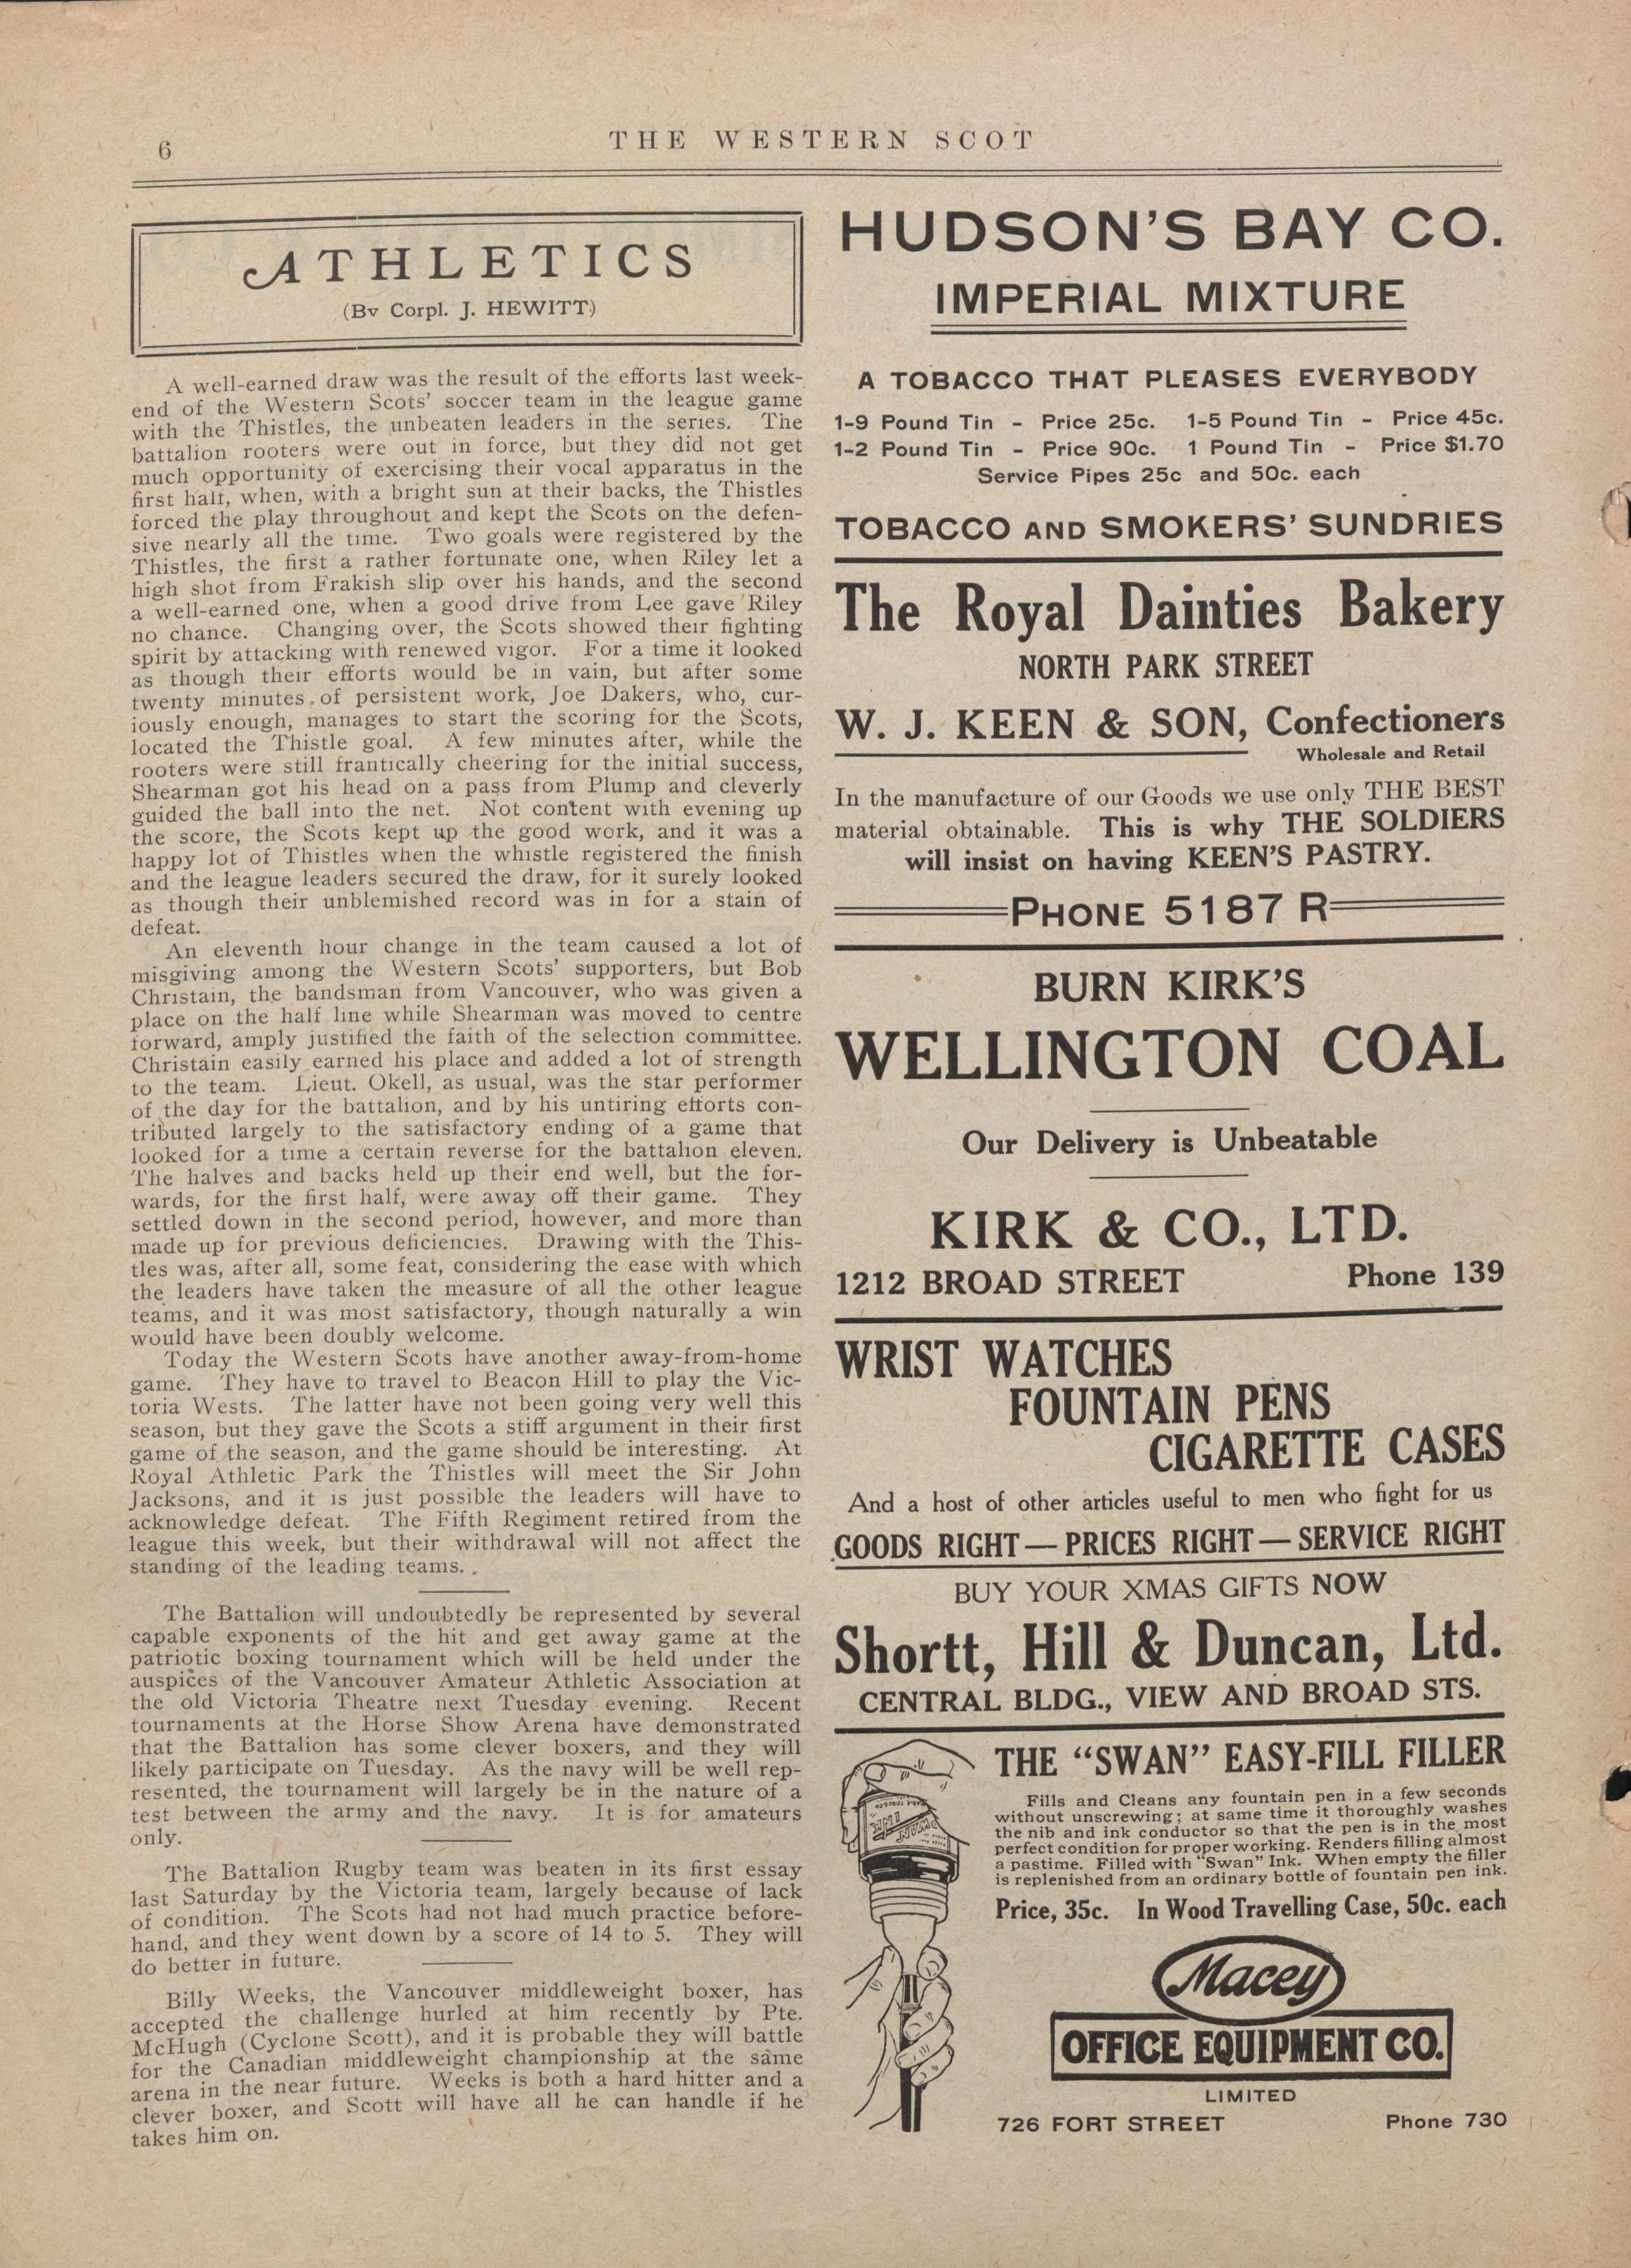 6
THE WESTERN SCOT
ATHLETICS
(By Corpl. J. HEWITT)
A well-earned draw was the result of the efforts last week-
end of the Western Scots' soccer team in the league game
with the Thistles, the unbeaten leaders in the series. The
battalion rooters were out in force, but they did not get
much opportunity of exercising their vocal apparatus in the
first half, when, with a bright sun at their backs, the Thistles
forced the play throughout and kept the Scots on the defen-
sive nearly all the time. Two goals were registered by the
Thistles, the first a rather fortunate one, when Riley let a
high shot from Frakish slip over his hands, and the second
a well-earned one, when a good drive from Lee gave Riley
no chance. Changing over, the Scots showed their fighting
spirit by attacking with renewed vigor. For a time it looked
as though their efforts would be in vain, but after some
twenty minutes of persistent work, Joe Dakers, who, cur-
iously enough, manages to start the scoring for the Scots,
located the Thistle goal. A few minutes after, while the
rooters were still frantically cheering for the initial success,
Shearman got his head on a pass from Plump and cleverly
guided the ball into the net. Not content with evening up
the score, the Scots kept up the good work, and it was a
happy lot of Thistles when the whistle registered the finish
and the league leaders secured the draw, for it surely looked
as though their unblemished record was in for a stain of
defeat.
An eleventh hour change in the team caused a lot of
misgiving among the Western Scots' supporters, but Bob
Christain, the bandsman from Vancouver, who was given a
place on the half line while Shearman was moved to centre
forward, amply justified the faith of the selection committee.
Christain easily earned his place and added a lot of strength
to the team. Lieut. Okell, as usual, was the star performer
of the day for the battalion, and by his untiring efforts con-
tributed largely to the satisfactory ending of a game that
looked for a time a certain reverse for the battalion eleven.
The halves and backs held up their end well, but the for-
wards, for the first half, were away off their game. They
settled down in the second period, however, and more than
made up for previous deficiencies. Drawing with the This-
tles was, after all, some feat, considering the ease with which
the leaders have taken the measure of all the other league
teams, and it was most satisfactory, though naturally a win
would have been doubly welcome.
Today the Western Scots have another away-from-home
game. They have to travel to Beacon Hill to play the Vic-
toria Wests. The latter have not been going very well this
season, but they gave the Scots a stiff argument in their first
game of the season, and the game should be interesting. At
Royal Athletic Park the Thistles will meet the Sir John
Jacksons, and it is just possible the leaders will have to
acknowledge defeat. The Fifth Regiment retired from the
league this week, but their withdrawal will not affect the
standing of the leading teams.
The Battalion will undoubtedly be represented by several
capable exponents of the hit and get away game at the
patriotic boxing tournament which will be held under the
auspices of the Vancouver Amateur Athletic Association at
the old Victoria Theatre next Tuesday evening. Recent
tournaments at the Horse Show Arena have demonstrated
that the Battalion has some clever boxers, and they will
likely participate on Tuesday. As the navy will be well rep-
resented, the tournament will largely be in the nature of a
test between the army and the navy. It is for amateurs
only.
The Battalion Rugby team was beaten in its first essay
last Saturday by the Victoria team, largely because of lack
of condition. The Scots had not had much practice before-
hand, and they went down by a score of 14 to 5. They will
do better in future.
Billy Weeks, the Vancouver middleweight boxer, has
accepted the challenge hurled at him recently by Pte.
McHugh (Cyclone Scott), and it is probable they will battle
for the Canadian middleweight championship at the same
arena in the near future. Weeks is both a hard hitter and a
clever boxer, and Scott will have all he can handle if he
takes him on.
HUDSON'S BAY CO.
IMPERIAL MIXTURE
A TOBACCO THAT PLEASES EVERYBODY
1-9 Pound Tin - Price 25c. 1-5 Pound Tin - Price 45c.
1-2 Pound Tin - Price 90c. 1 Pound Tin - Price $1.70
Service Pipes 25c and 50c. each
TOBACCO AND SMOKERS' SUNDRIES
The Royal Dainties Bakery
NORTH PARK STREET
W. J. KEEN & SON, Confectioners
Wholesale and Retail
In the manufacture of our Goods we use only THE BEST
material obtainable. This is why THE SOLDIERS
will insist on having KEEN'S PASTRY.
PHONE 5187 R
BURN KIRK'S
WELLINGTON COAL
Our Delivery is Unbeatable
KIRK & CO., LTD.
1212 BROAD STREET Phone 139
WRIST WATCHES
FOUNTAIN PENS
CIGARETTE CASES
And a host of other articles useful to men who fight for us
GOODS RIGHT — PRICES RIGHT — SERVICE RIGHT
BUY YOUR XMAS GIFTS NOW
Shortt, Hill & Duncan, Ltd.
CENTRAL BLDG., VIEW AND BROAD STS.
THE "SWAN" EASY-FILL FILLER
Fills and Cleans any fountain pen in a few seconds
without unscrewing; at same time it thoroughly washes
the nib and ink conductor so that the pen is in the most
perfect condition for proper working. Renders filling almost
a pastime. Filled with "Swan" Ink. When empty the filler
is replenished from an ordinary bottle of fountain pen ink.
Price, 35c. In Wood Travelling Case, 50c. each
SWAN
INK
Macey
OFFICE EQUIPMENT CO.
LIMITED
726 FORT STREET Phone 730